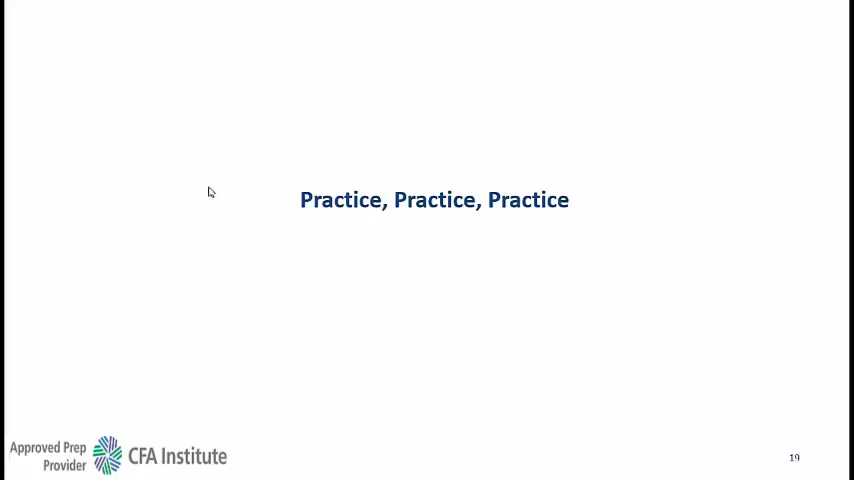 Practice, Practice, Practice
Approved Prep
Provider
CFA Institute
19